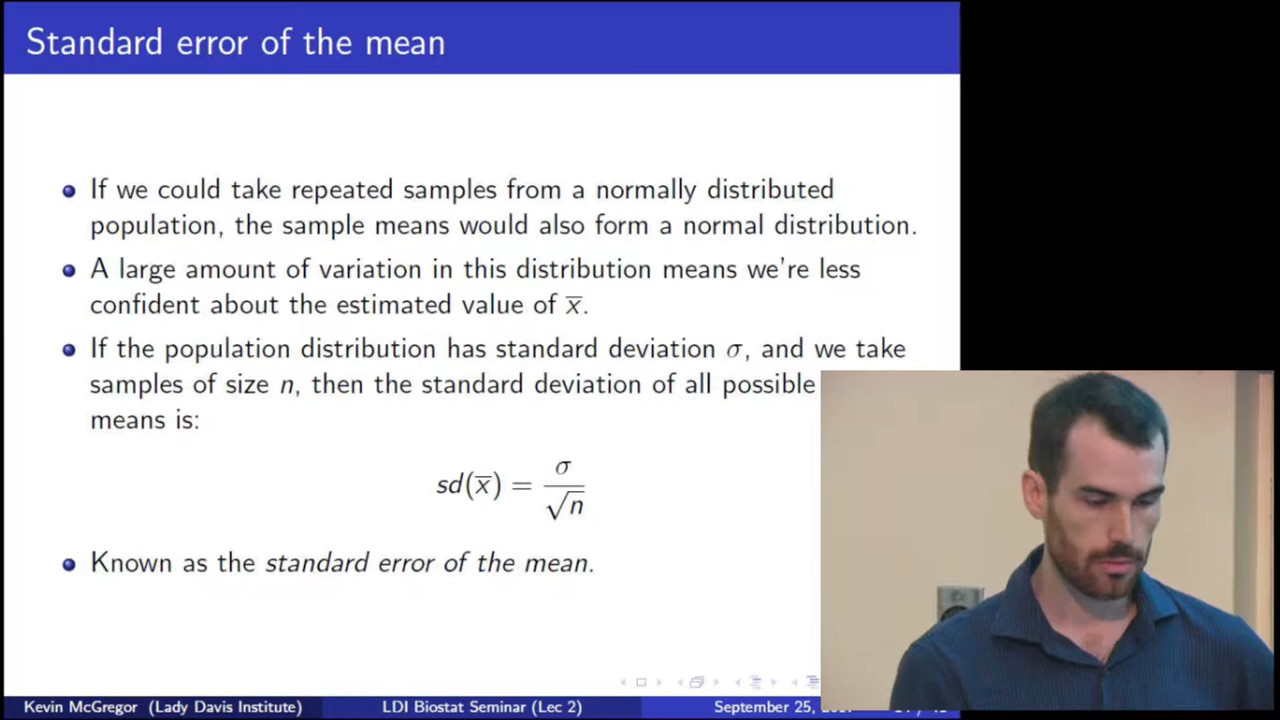 Standard error of the mean
If we could take repeated samples from a normally distributed
population, the sample means would also form a normal distribution.
A large amount of variation in this distribution means we're less
confident about the estimated value of x̅.
If the population distribution has standard deviation σ, and we take
samples of size n, then the standard deviation of all possible
means is:
sd(x̅) = σ/√n
Known as the standard error of the mean.
Kevin McGregor (Lady Davis Institute) LDI Biostat Seminar (Lec 2) September 25,